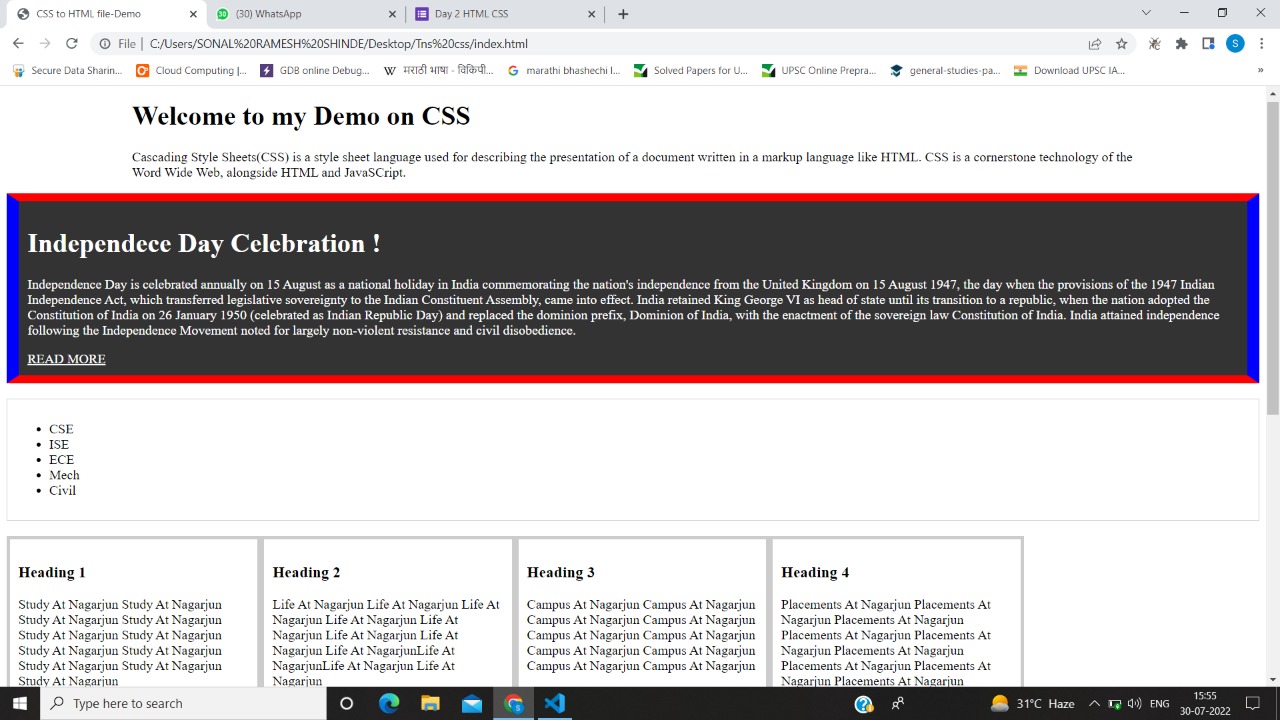 CSS to HTML file-Demo
(30) WhatsApp
Day 2 HTML CSS
File | C:/Users/SONAL%20RAMESH%20SHINDE/Desktop/Tns%20css/index.html
S
Secure Data Sharin...
Cloud Computing |...
GDB online Debug...
W मराठी भाषा - विकिपी...
marathi bhashechi I...
Solved Papers for U...
UPSC Online Prepra...
general-studies-pa...
Download UPSC IA...
»
Welcome to my Demo on CSS
Cascading Style Sheets(CSS) is a style sheet language used for describing the presentation of a document written in a markup language like HTML. CSS is a cornerstone technology of the
Word Wide Web, alongside HTML and JavaSCript.
Independece Day Celebration !
Independence Day is celebrated annually on 15 August as a national holiday in India commemorating the nation's independence from the United Kingdom on 15 August 1947, the day when the provisions of the 1947 Indian
Independence Act, which transferred legislative sovereignty to the Indian Constituent Assembly, came into effect. India retained King George VI as head of state until its transition to a republic, when the nation adopted the
Constitution of India on 26 January 1950 (celebrated as Indian Republic Day) and replaced the dominion prefix, Dominion of India, with the enactment of the sovereign law Constitution of India. India attained independence
following the Independence Movement noted for largely non-violent resistance and civil disobedience.
READ MORE
• CSE
• ISE
• ECE
• Mech
• Civil
Heading 1
Study At Nagarjun Study At Nagarjun
Study At Nagarjun Study At Nagarjun
Study At Nagarjun Study At Nagarjun
Study At Nagarjun Study At Nagarjun
Study At Nagarjun Study At Nagarjun
Study At Nagarjun
Heading 2
Life At Nagarjun Life At Nagarjun Life At
Nagarjun Life At Nagarjun Life At
Nagarjun Life At Nagarjun Life At
Nagarjun Life At NagarjunLife At
NagarjunLife At Nagarjun Life At
Nagarjun
Heading 3
Campus At Nagarjun Campus At Nagarjun
Campus At Nagarjun Campus At Nagarjun
Campus At Nagarjun Campus At Nagarjun
Campus At Nagarjun Campus At Nagarjun
Campus At Nagarjun Campus At Nagarjun
Heading 4
Placements At Nagarjun Placements At
Nagarjun Placements At Nagarjun
Placements At Nagarjun Placements At
Nagarjun Placements At Nagarjun
Placements At Nagarjun Placements At
Nagarjun Placements At Nagarjun
Type here to search
31°C Haze
ENG
15:55
30-07-2022